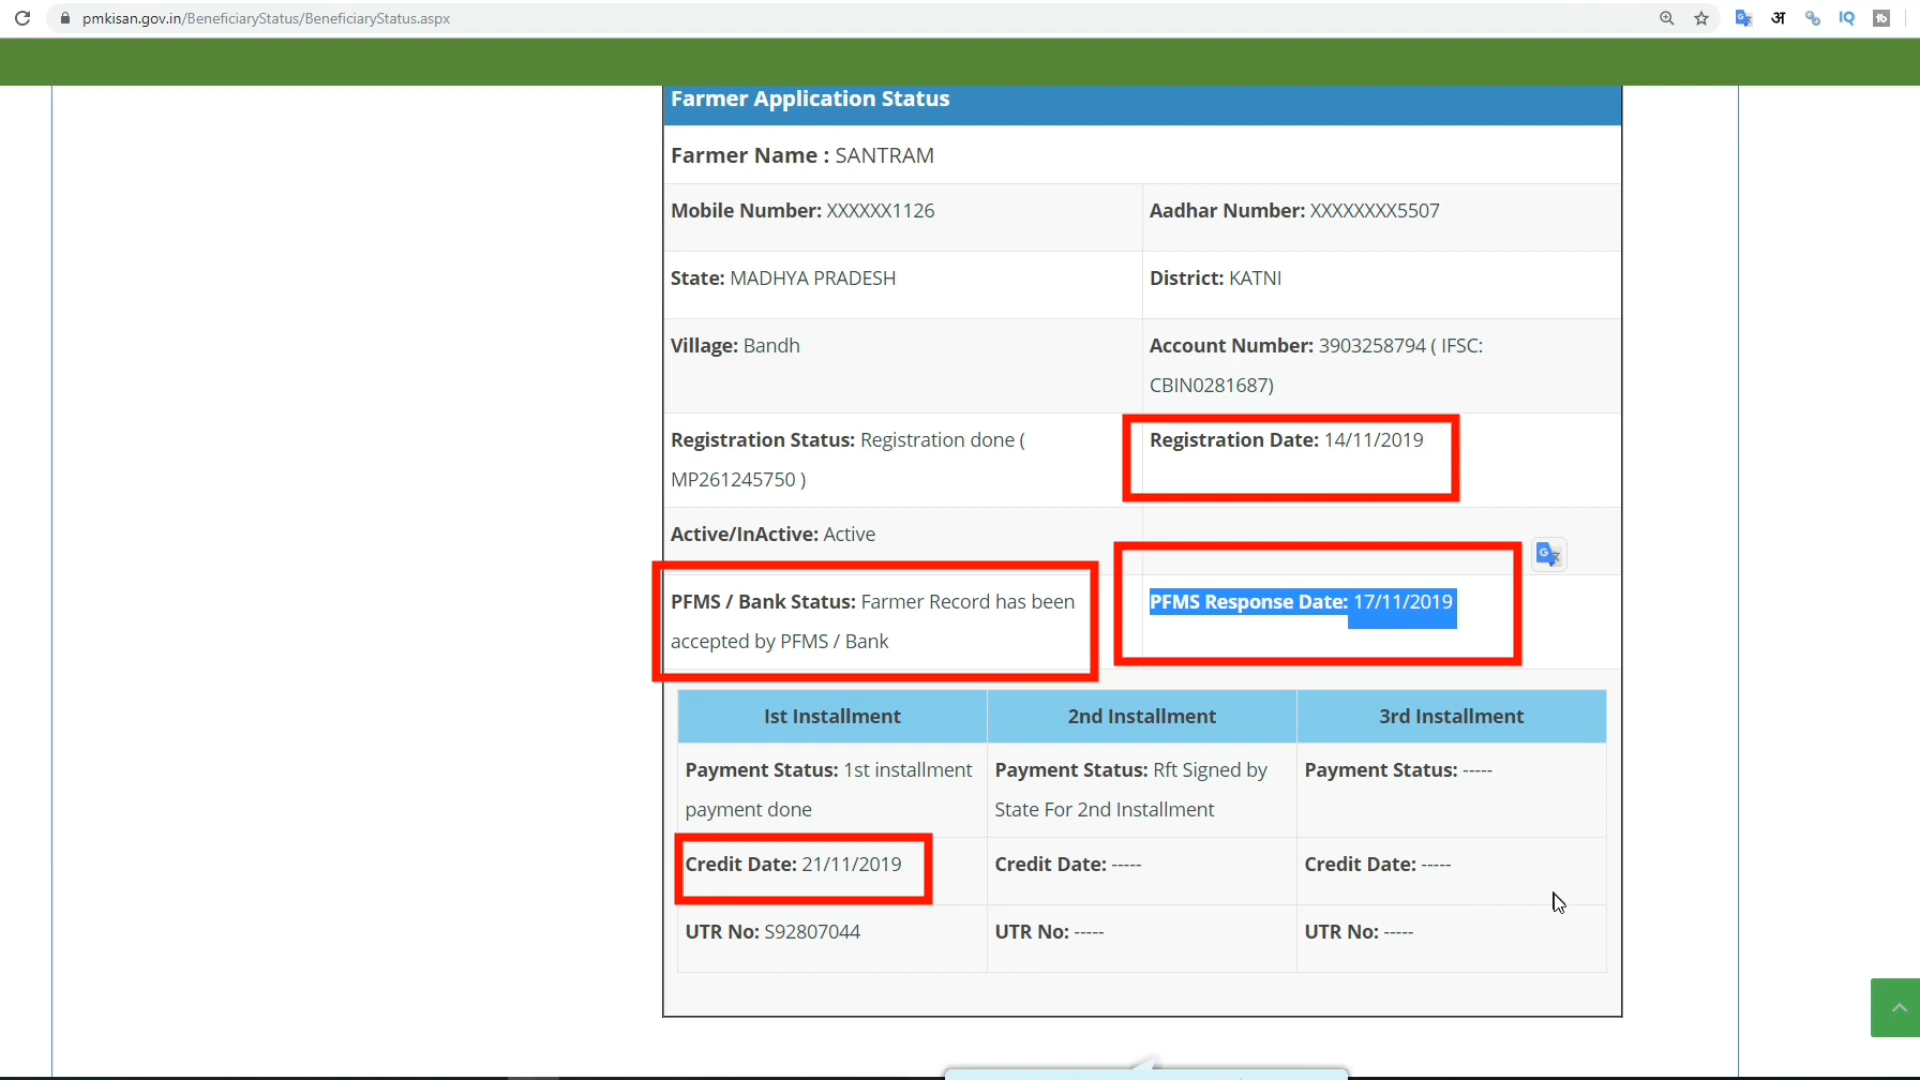 pmkisan.gov.in/BeneficiaryStatus/BeneficiaryStatus.aspx
अ
IQ
Farmer Application Status
Farmer Name : SANTRAM
Mobile Number: XXXXXX1126
Aadhar Number: XXXXXXXX5507
State: MADHYA PRADESH
District: KATNI
Village: Bandh
Account Number: 3903258794 ( IFSC:
CBIN0281687)
Registration Status: Registration done (
MP261245750 )
Registration Date: 14/11/2019
Active/InActive: Active
PFMS / Bank Status: Farmer Record has been
accepted by PFMS / Bank
PFMS Response Date: 17/11/2019
Ist Installment
2nd Installment
3rd Installment
Payment Status: 1st installment
payment done
Payment Status: Rft Signed by
State For 2nd Installment
Payment Status: -----
Credit Date: 21/11/2019
Credit Date: -----
Credit Date: -----
UTR No: S92807044
UTR No: -----
UTR No: -----